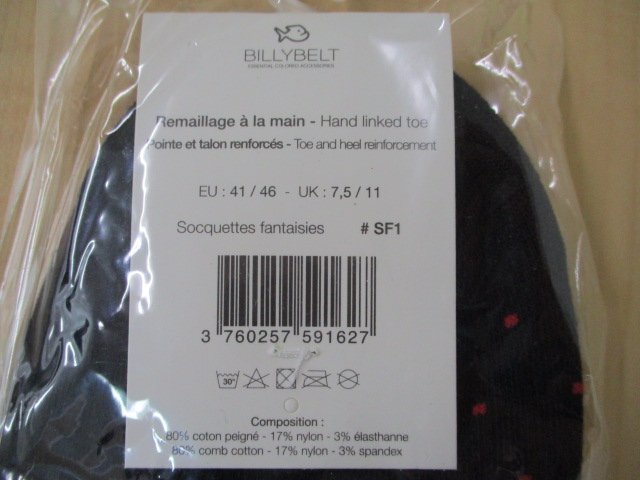 BILLYBELT
ESSENTIAL COLORED ACCESSORIES
Remaillage à la main - Hand linked toe
Pointe et talon renforcés - Toe and heel reinforcement
EU : 41 / 46 - UK : 7,5 / 11
Socquettes fantaisies # SF1
3 760257 591627
30°
Composition :
80% coton peigné - 17% nylon - 3% élasthanne
80% comb cotton - 17% nylon - 3% spandex